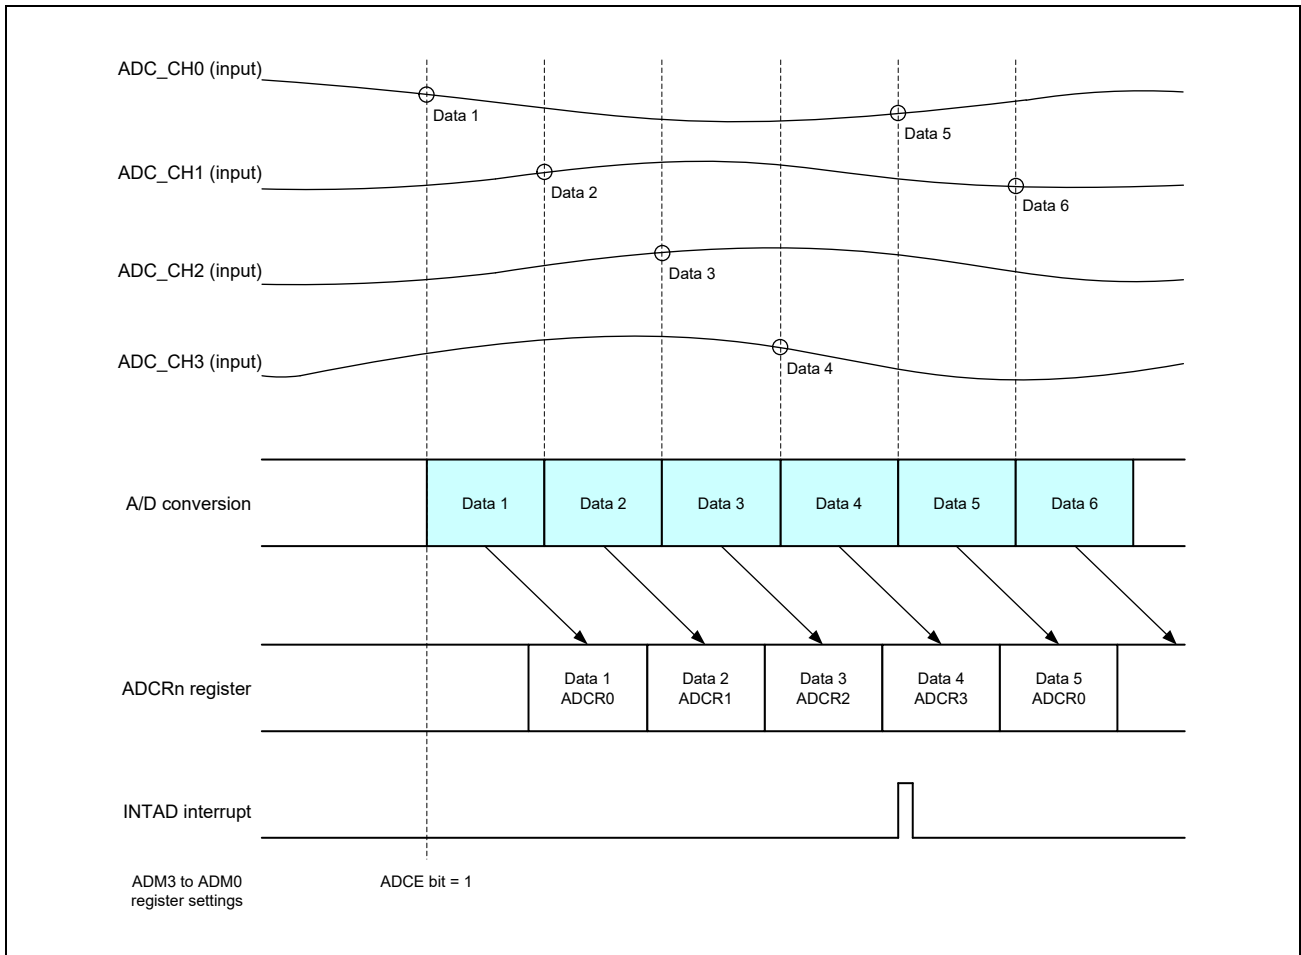 ADC_CH0 (input)
Data 1
Data 5
ADC_CH1 (input)
Data 2
Data 6
ADC_CH2 (input)
Data 3
ADC_CH3 (input)
Data 4
A/D conversion
Data 1
Data 2
Data 3
Data 4
Data 5
Data 6
ADCRn register
Data 1
ADCR0
Data 2
ADCR1
Data 3
ADCR2
Data 4
ADCR3
Data 5
ADCR0
INTAD interrupt
ADM3 to ADM0
register settings
ADCE bit = 1